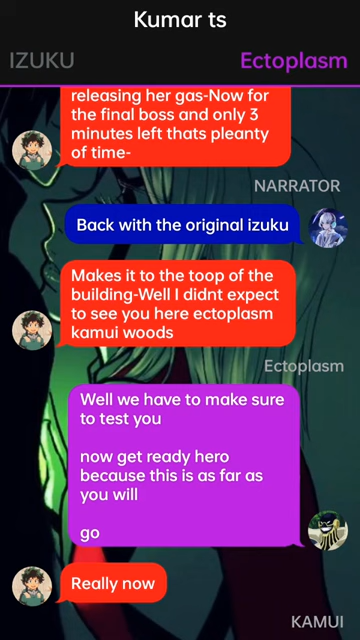 Kumar ts
IZUKU
Ectoplasm
releasing her gas-Now for
the final boss and only 3
minutes left thats pleanty
of time-
NARRATOR
Back with the original izuku
Makes it to the toop of the
building-Well I didnt expect
to see you here ectoplasm
kamui woods
Ectoplasm
Well we have to make sure
to test you
now get ready hero
because this is as far as
you will
go
Really now
KAMUI